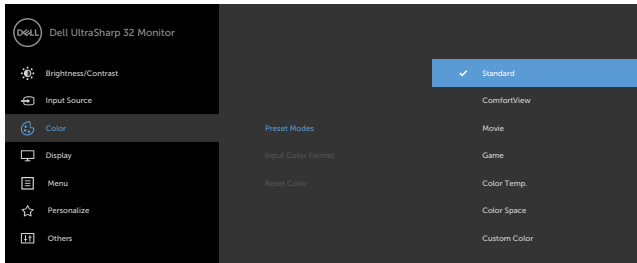 DELL Dell UltraSharp 32 Monitor
Brightness/Contrast
Input Source
Color
Display
Menu
Personalize
Others
Preset Modes
Input Color Format
Reset Color
Standard
ComfortView
Movie
Game
Color Temp.
Color Space
Custom Color